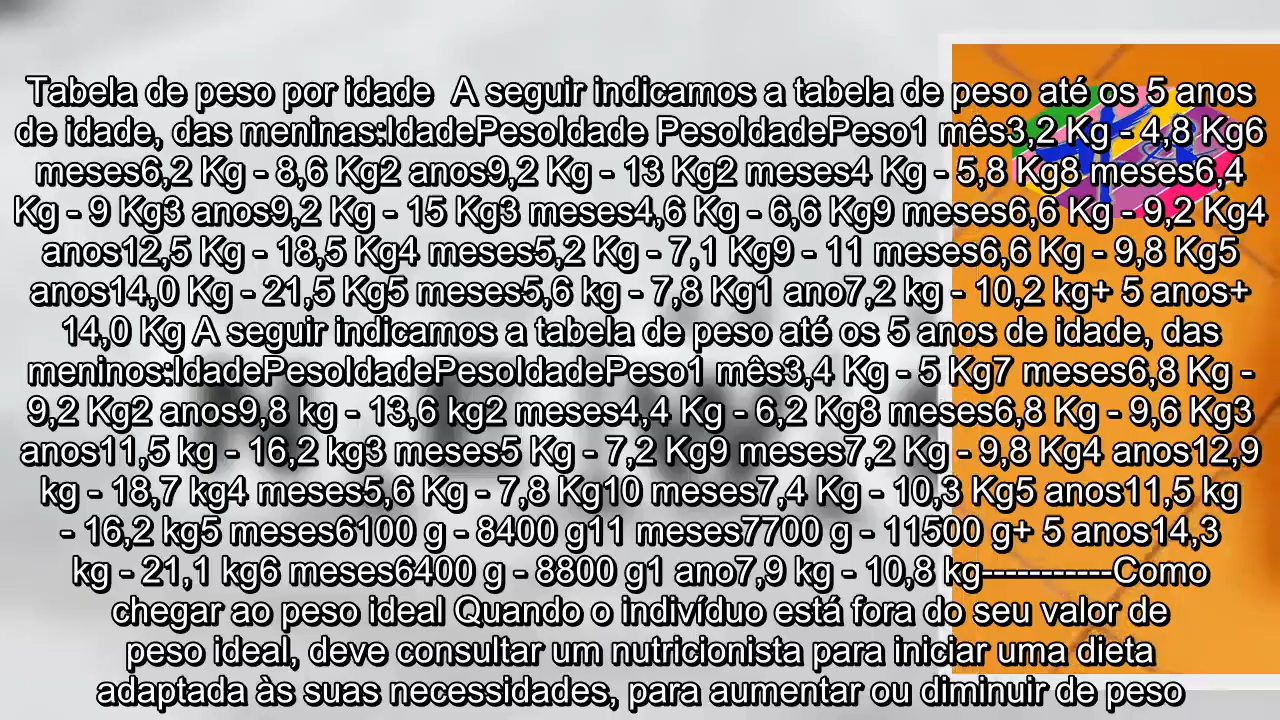 Tabela de peso por idade  A seguir indicamos a tabela de peso até os 5 anos
de idade, das meninas:IdadePesoIdade PesoIdadePeso1 mês3,2 Kg - 4,8 Kg6
meses6,2 Kg - 8,6 Kg2 anos9,2 Kg - 13 Kg2 meses4 Kg - 5,8 Kg8 meses6,4
Kg - 9 Kg3 anos9,2 Kg - 15 Kg3 meses4,6 Kg - 6,6 Kg9 meses6,6 Kg - 9,2 Kg4
anos12,5 Kg - 18,5 Kg4 meses5,2 Kg - 7,1 Kg9 - 11 meses6,6 Kg - 9,8 Kg5
anos14,0 Kg - 21,5 Kg5 meses5,6 kg - 7,8 Kg1 ano7,2 kg - 10,2 kg+ 5 anos+
14,0 Kg A seguir indicamos a tabela de peso até os 5 anos de idade, das
meninos:IdadePesoIdadePesoIdadePeso1 mês3,4 Kg - 5 Kg7 meses6,8 Kg -
9,2 Kg2 anos9,8 kg - 13,6 kg2 meses4,4 Kg - 6,2 Kg8 meses6,8 Kg - 9,6 Kg3
anos11,5 kg - 16,2 kg3 meses5 Kg - 7,2 Kg9 meses7,2 Kg - 9,8 Kg4 anos12,9
kg - 18,7 kg4 meses5,6 Kg - 7,8 Kg10 meses7,4 Kg - 10,3 Kg5 anos11,5 kg
- 16,2 kg5 meses6100 g - 8400 g11 meses7700 g - 11500 g+ 5 anos14,3
kg - 21,1 kg6 meses6400 g - 8800 g1 ano7,9 kg - 10,8 kg-----------Como
chegar ao peso ideal Quando o indivíduo está fora do seu valor de
peso ideal, deve consultar um nutricionista para iniciar uma dieta
adaptada às suas necessidades, para aumentar ou diminuir de peso